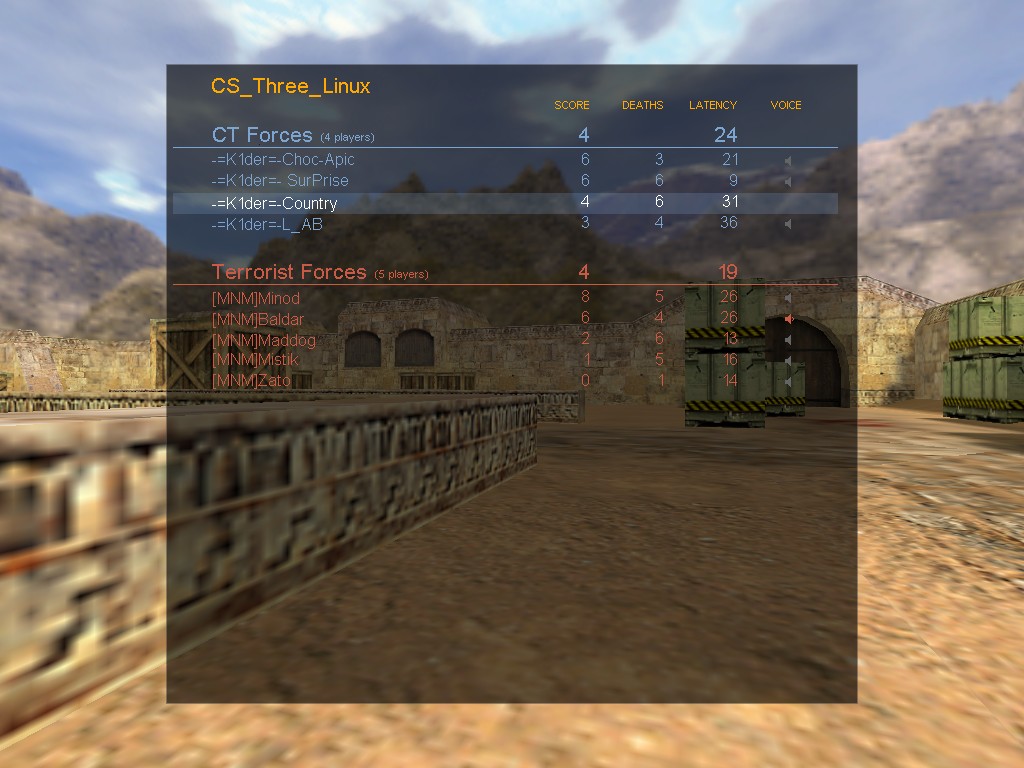 CS_Three_Linux
SCORE DEATHS LATENCY VOICE
CT Forces (4 players) 4 24
-=K1der=-Choc-Apic 6 3 21
-=K1der=- SurPrise 6 6 9
-=K1der=-Country 4 6 31
-=K1der=-L_AB 3 4 36
Terrorist Forces (5 players) 4 19
[MNM]Minod 8 5 26
[MNM]Baldar 6 4 26
[MNM]Maddog 2 6 13
[MNM]Mistik 1 5 16
[MNM]Zato 0 1 14